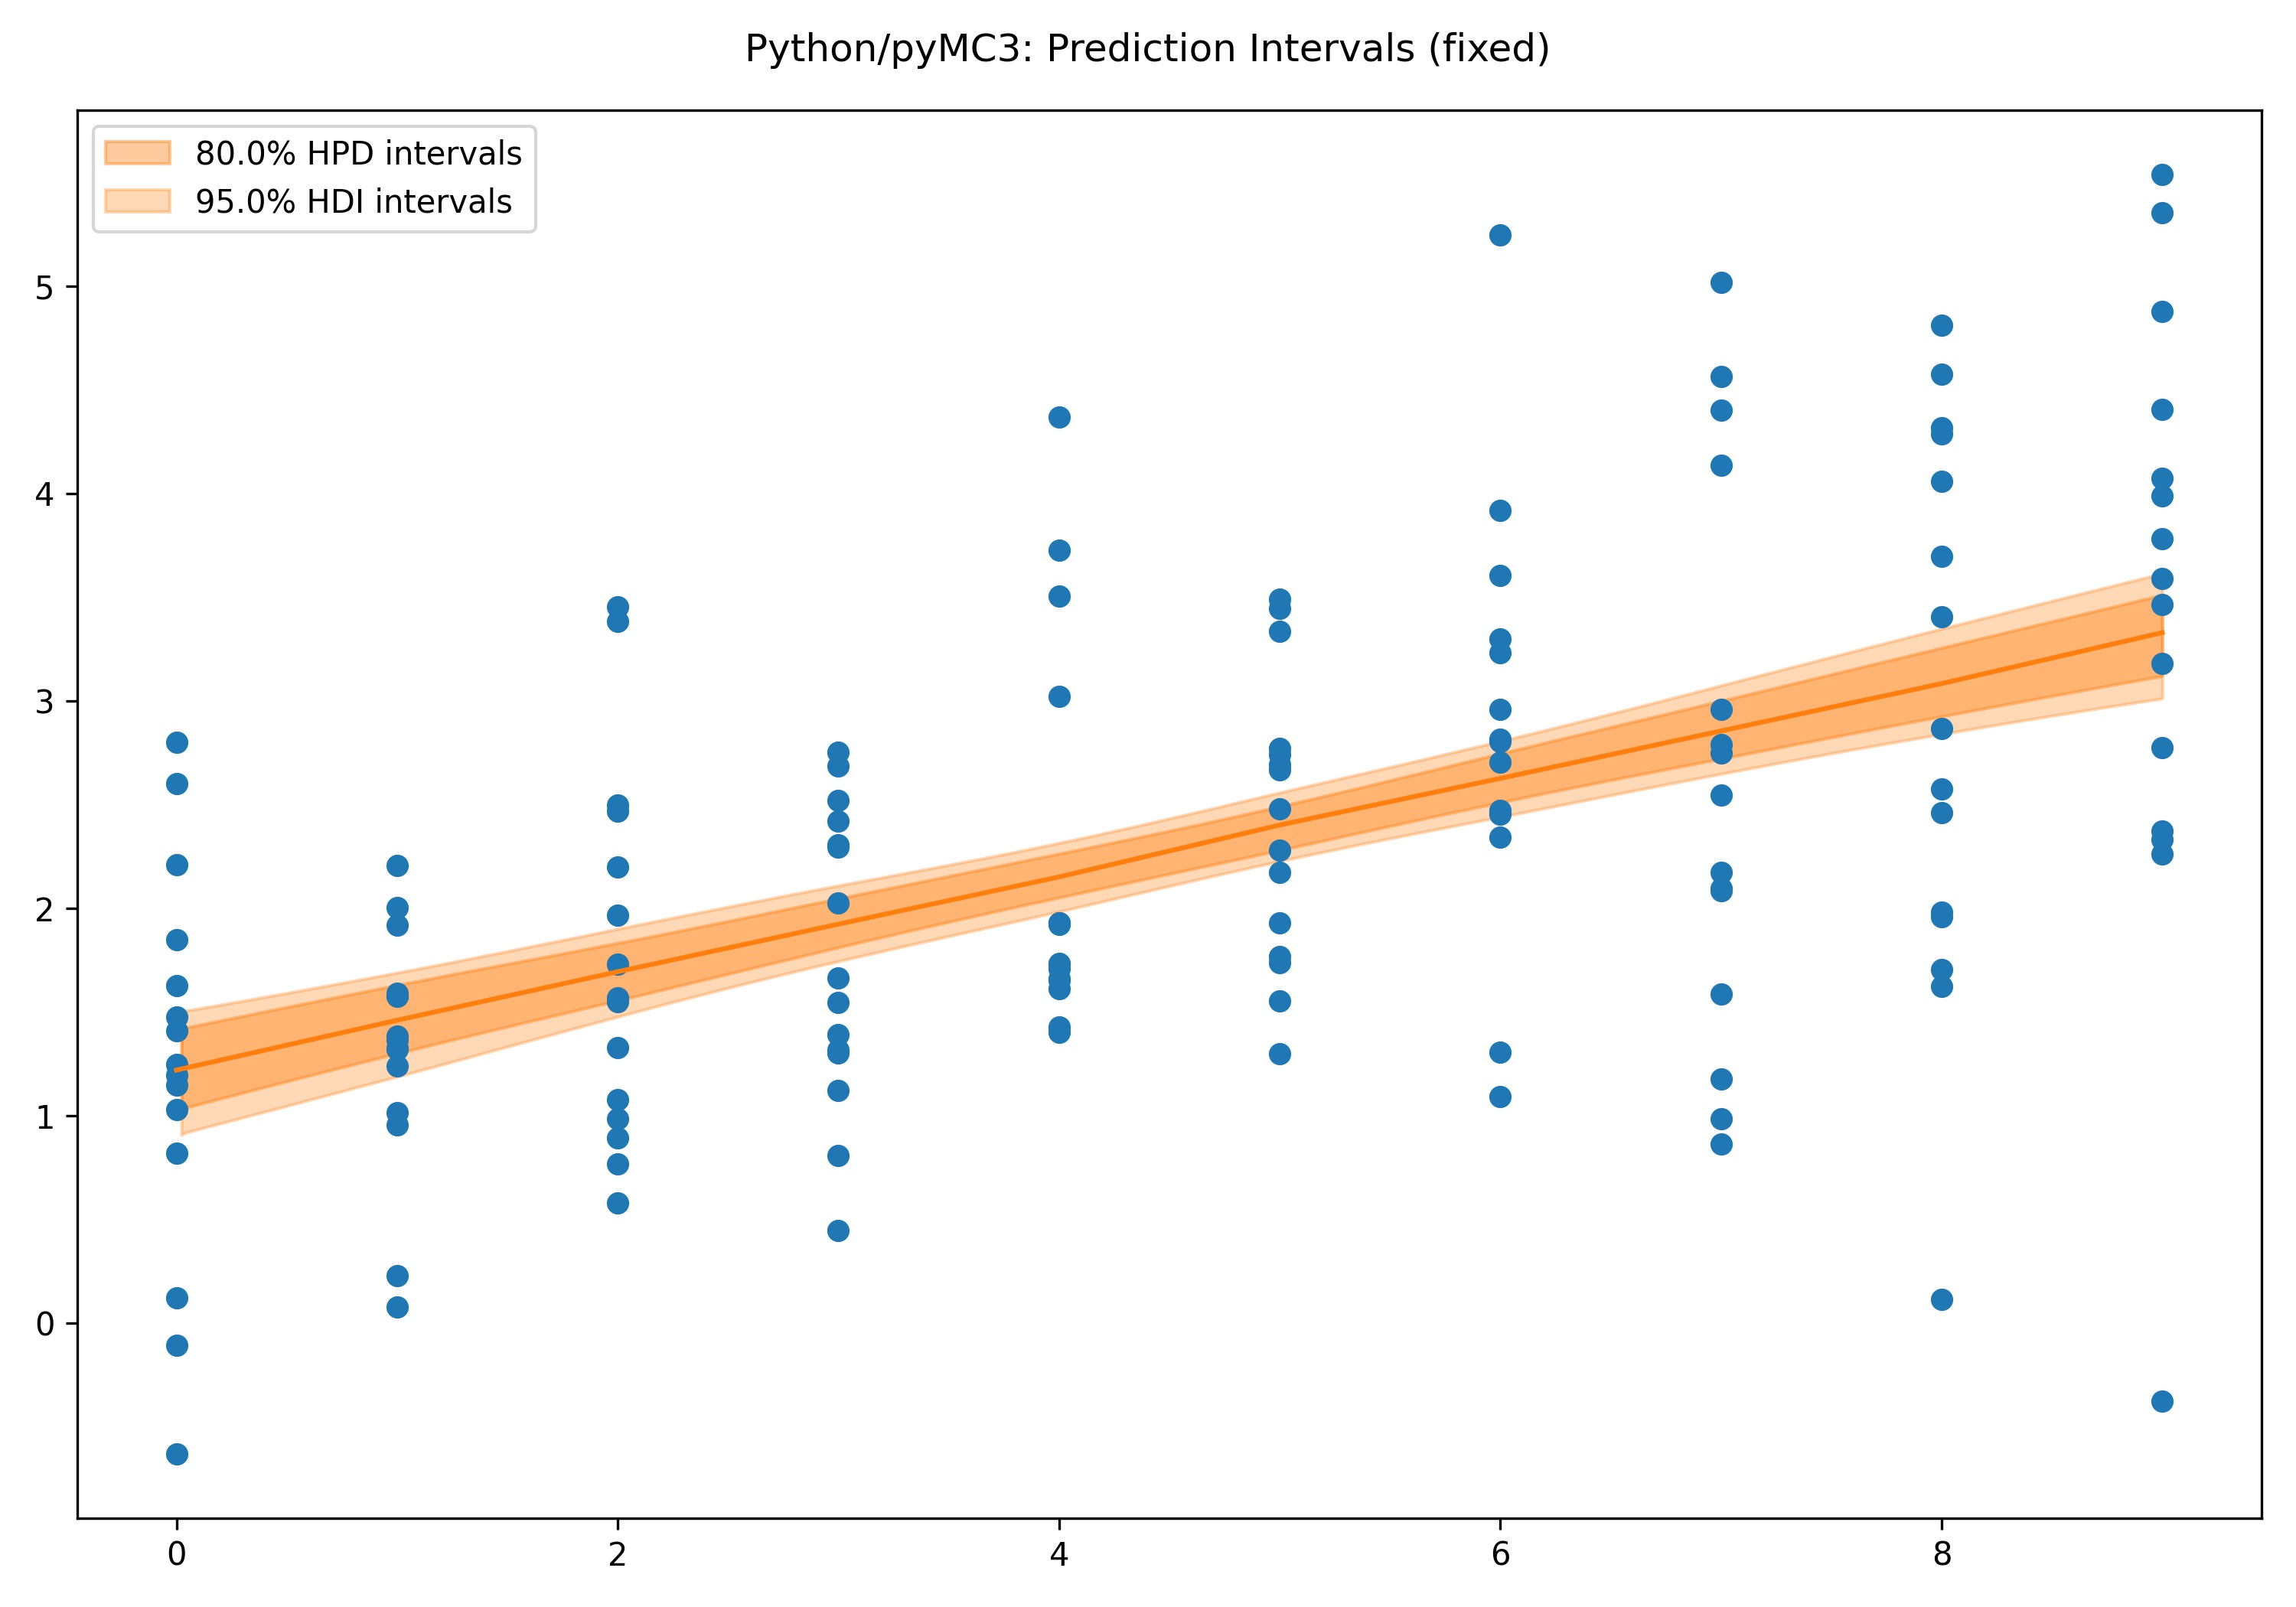 Python/pyMC3: Prediction Intervals (fixed)
80.0% HPD intervals
95.0% HDI intervals
5
4
3
2
1
0
0 2 4 6 8